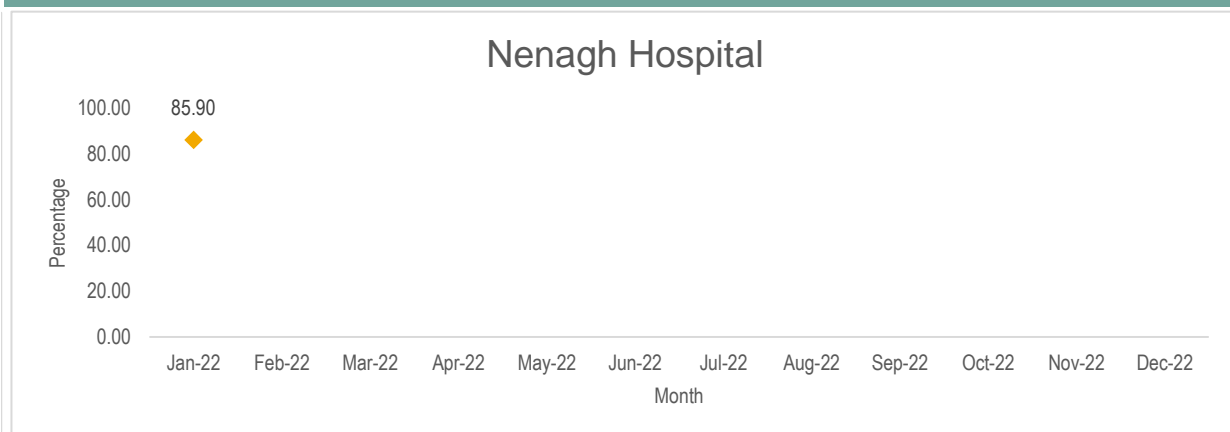 Nenagh Hospital
100.00
85.90
80.00
60.00
40.00
20.00
0.00
Percentage
Jan-22 Feb-22 Mar-22 Apr-22 May-22 Jun-22 Jul-22 Aug-22 Sep-22 Oct-22 Nov-22 Dec-22
Month